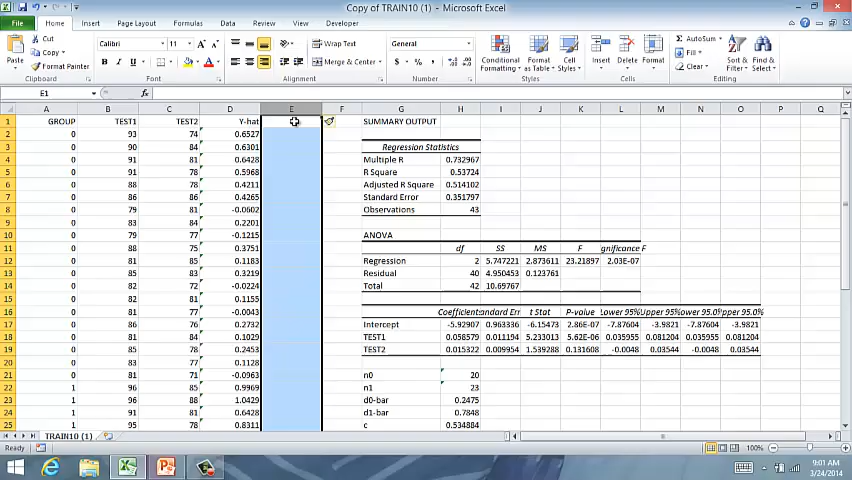 Copy of TRAIN10 (1) - Microsoft Excel
File Home Insert Page Layout Formulas Data Review View Developer
Cut
Copy
Format Painter
Paste
Clipboard
Calibri 11
B I U
Font
Wrap Text
Merge & Center
Alignment
General
$ % ,
Number
Conditional Formatting
Format as Table
Cell Styles
Styles
Insert Delete Format
Cells
AutoSum
Fill
Clear
Sort & Filter
Find & Select
Editing
E1 fx
A B C D E F G H I J K L M N O P Q
1 GROUP TEST1 TEST2 Y-hat SUMMARY OUTPUT
2 0 93 74 0.6527
3 0 90 84 0.6301 Regression Statistics
4 0 91 81 0.6428 Multiple R 0.732967
5 0 91 78 0.5968 R Square 0.53724
6 0 88 78 0.4211 Adjusted R Square 0.514102
7 0 86 86 0.4265 Standard Error 0.351797
8 0 79 81 -0.0602 Observations 43
9 0 83 84 0.2201
10 0 79 77 -0.1215 ANOVA
11 0 88 75 0.3751 df SS MS F gnificance F
12 0 81 85 0.1183 Regression 2 5.747221 2.873611 23.21897 2.03E-07
13 0 85 83 0.3219 Residual 40 4.950453 0.123761
14 0 82 72 -0.0224 Total 42 10.69767
15 0 82 81 0.1155
16 0 81 77 -0.0043 Coefficients andard Err t Stat P-value Lower 95% Upper 95% ower 95.0% pper 95.0%
17 0 86 76 0.2732 Intercept -5.92907 0.963336 -6.15473 2.86E-07 -7.87604 -3.9821 -7.87604 -3.9821
18 0 81 84 0.1029 TEST1 0.058579 0.011194 5.233013 5.62E-06 0.035955 0.081204 0.035955 0.081204
19 0 85 78 0.2453 TEST2 0.015322 0.009954 1.539288 0.131608 -0.0048 0.03544 -0.0048 0.03544
20 0 83 77 0.1128
21 0 81 71 -0.0963 n0 20
22 1 96 85 0.9969 n1 23
23 1 96 88 1.0429 d0-bar 0.2475
24 1 91 81 0.6428 d1-bar 0.7848
25 1 95 78 0.8311 c 0.534884
TRAIN10 (1)
Ready 100%
9:01 AM
3/24/2014